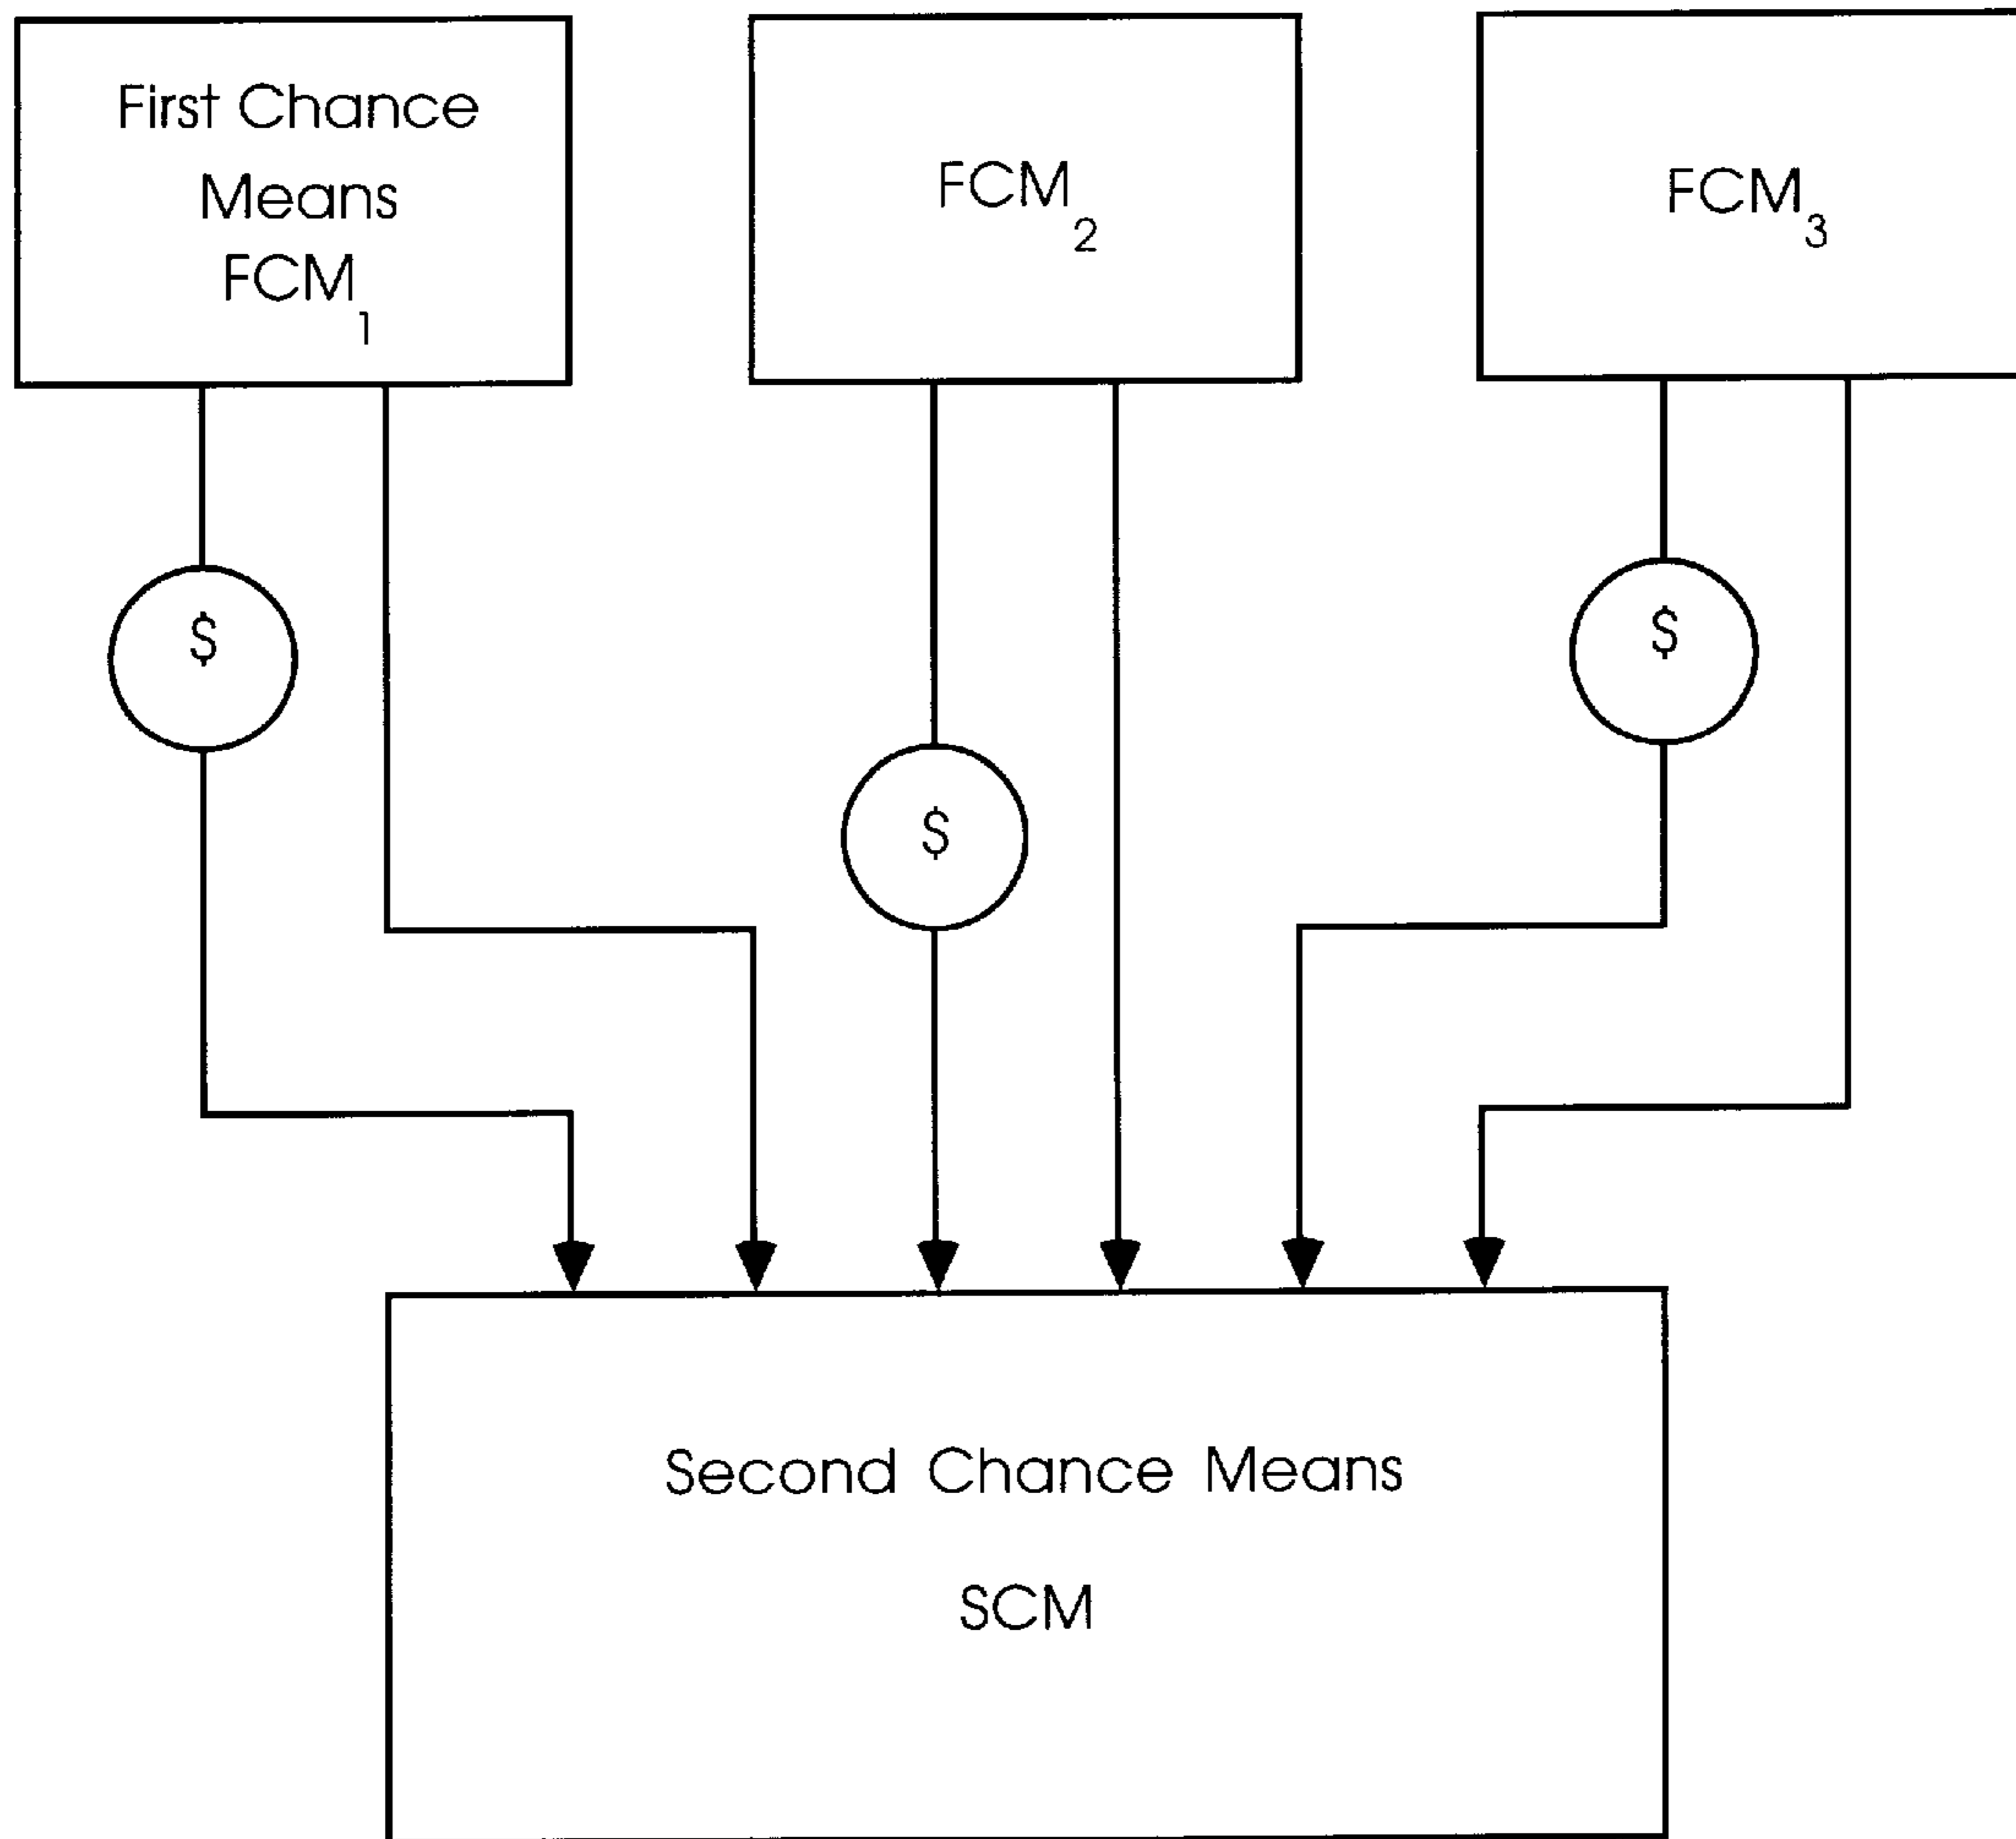 First Chance
Means
FCM₁
FCM₂
FCM₃
$
$
$
Second Chance Means
SCM